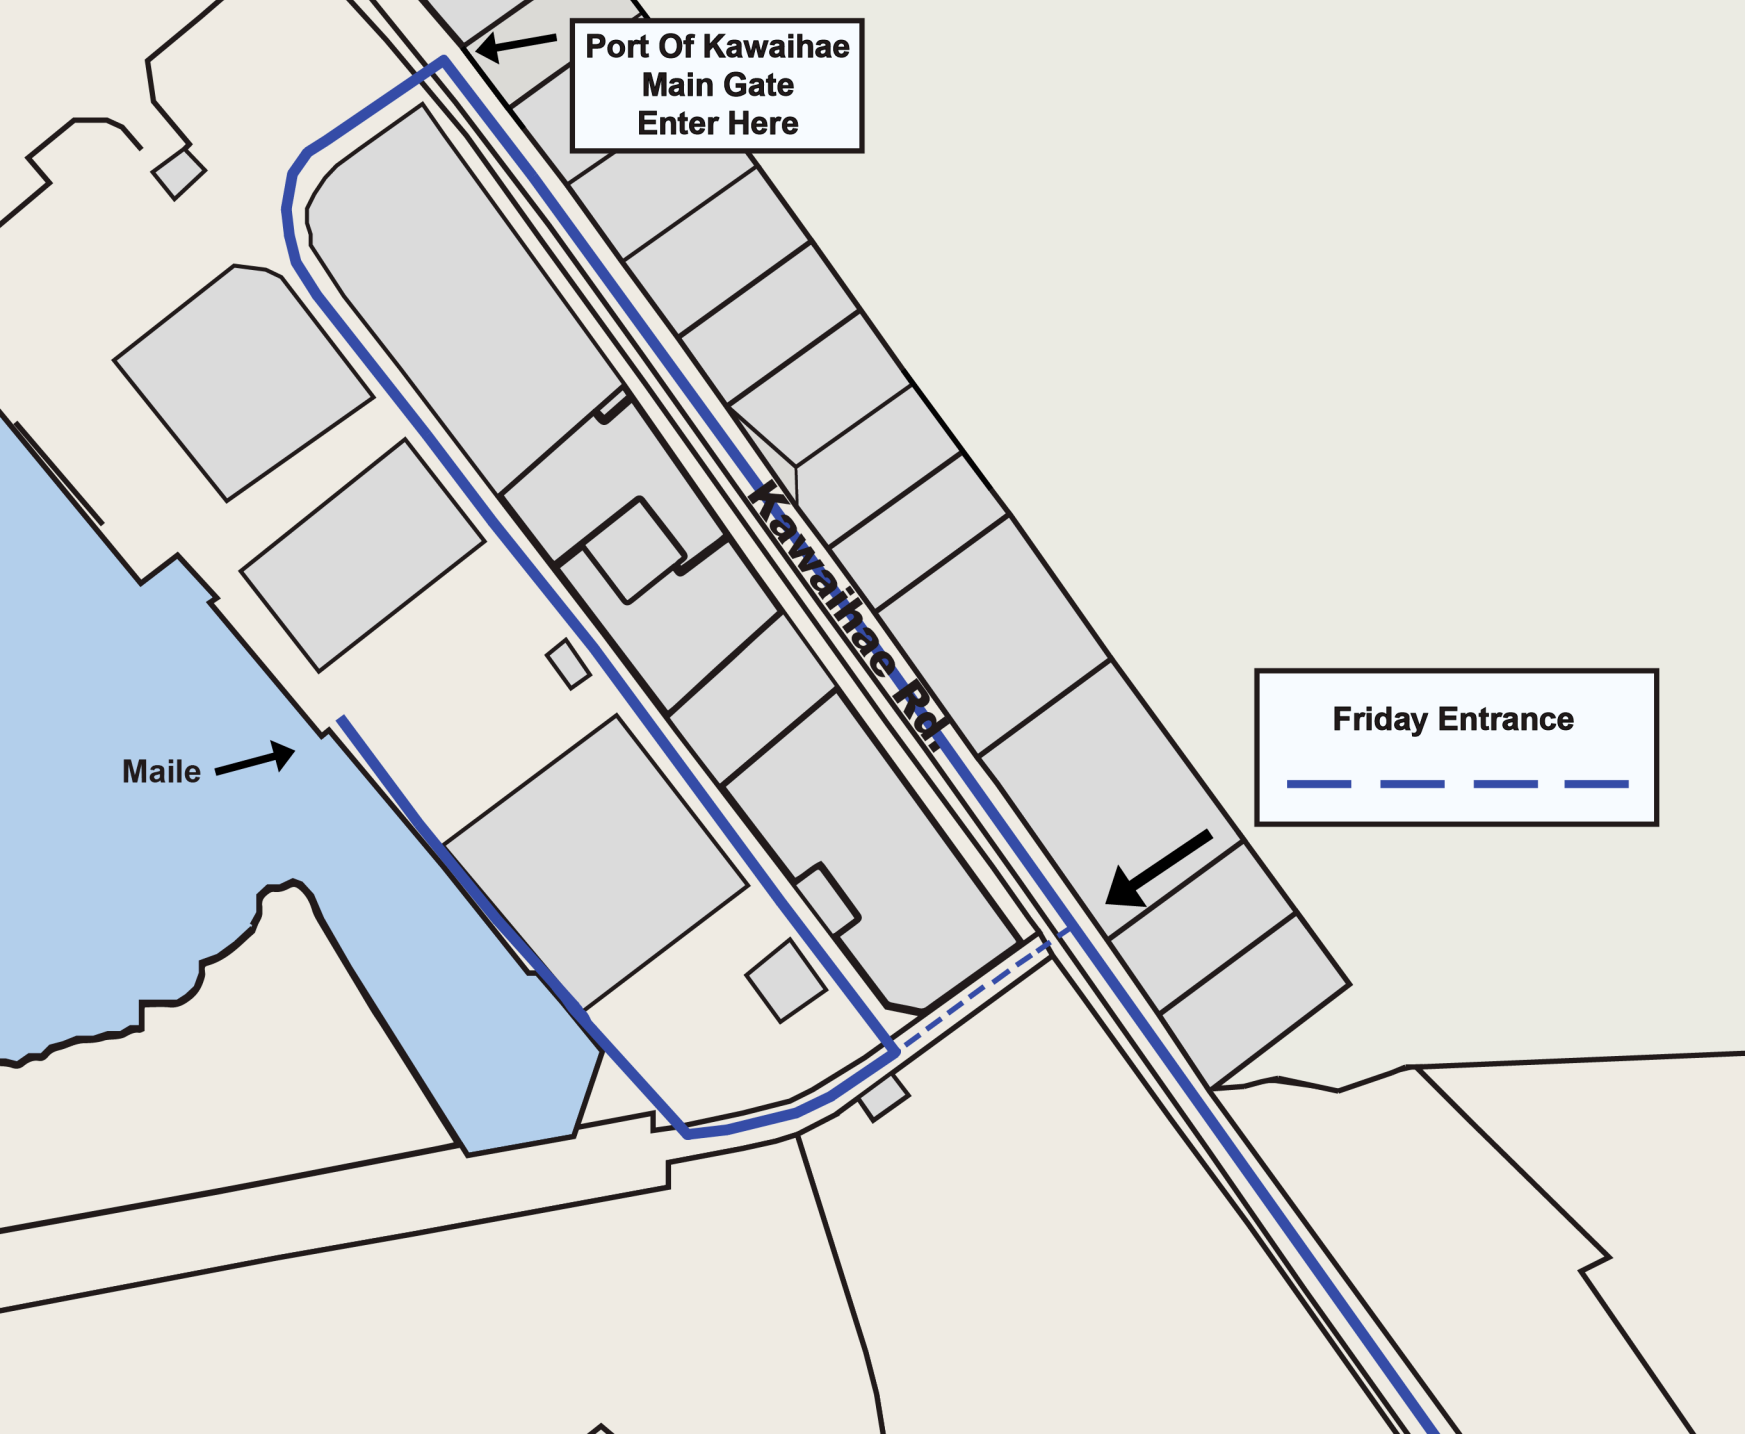 Port Of Kawaihae
Main Gate
Enter Here
Kawaihae Rd.
Friday Entrance
Maile